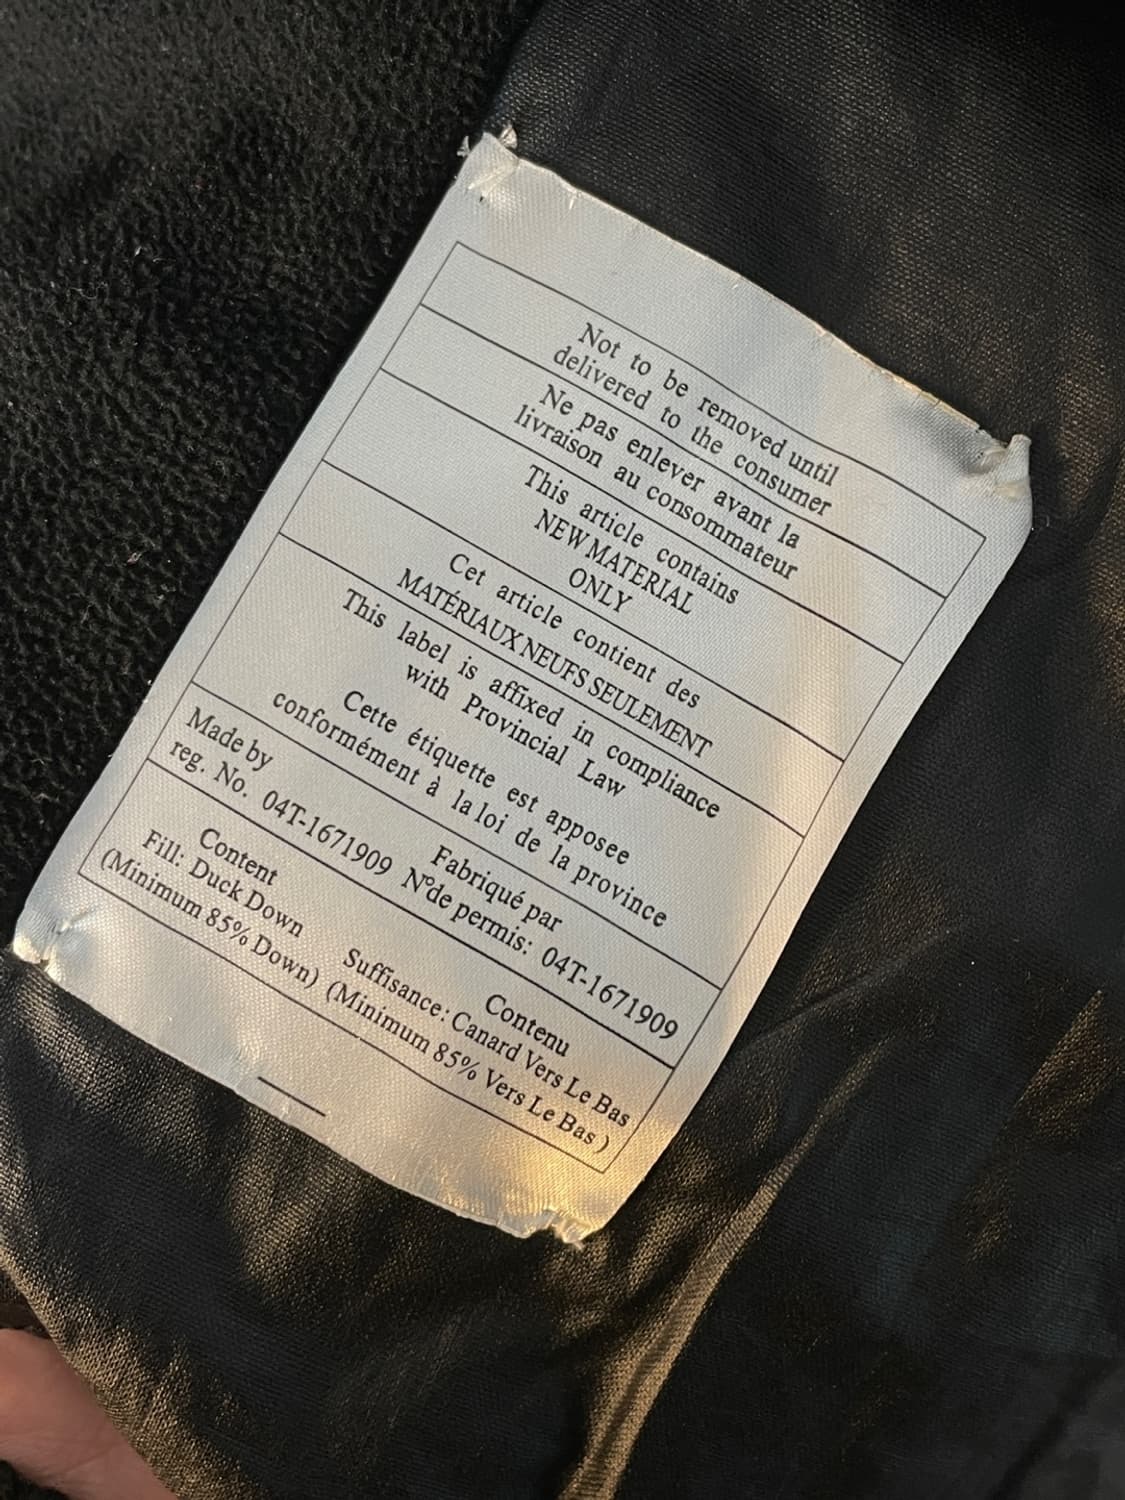 Not to be removed until
delivered to the consumer
Ne pas enlever avant la
livraison au consommateur
This article contains
NEW MATERIAL
ONLY
Cet article contient des
MATÉRIAUX NEUFS SEULEMENT
This label is affixed in compliance
with Provincial Law
Cette étiquette est apposee
conformément à la loi de la province
Made by
reg. No. 04T-1671909
Fabriqué par
N°de permis: 04T-1671909
Content
Fill: Duck Down
(Minimum 85% Down)
Contenu
Suffisance: Canard Vers Le Bas
(Minimum 85% Vers Le Bas )